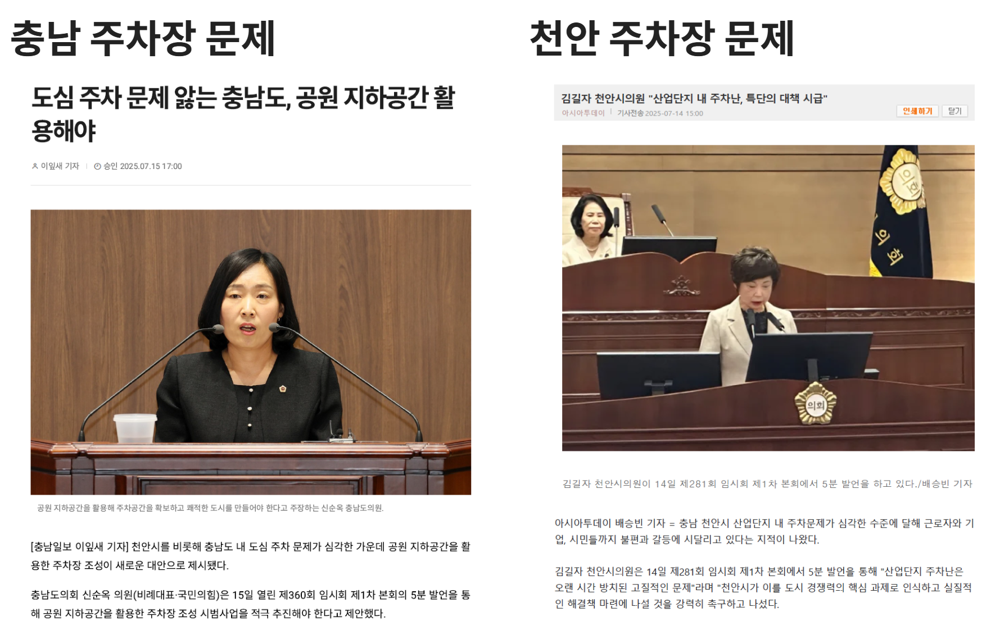 충남 주차장 문제
도심 주차 문제 앓는 충남도, 공원 지하공간 활
용해야
이잎새 기자
승인 2025.07.15 17:00
공원 지하공간을 활용해 주차공간을 확보하고 쾌적한 도시를 만들어야 한다고 주장하는 신순옥 충남도의원.
[충남일보 이잎새 기자] 천안시를 비롯해 충남도 내 도심 주차 문제가 심각한 가운데 공원 지하공간을 활
용한 주차장 조성이 새로운 대안으로 제시됐다.
충남도의회 신순옥 의원(비례대표·국민의힘)은 15일 열린 제360회 임시회 제1차 본회의 5분 발언을 통
해 공원 지하공간을 활용한 주차장 조성 시범사업을 적극 추진해야 한다고 제안했다.
천안 주차장 문제
김길자 천안시의원 "산업단지 내 주차난, 특단의 대책 시급"
아시아투데이 기사전송 2025-07-14 15:00
인쇄하기 닫기
의회
의회
의회
김길자 천안시의원이 14일 제281회 임시회 제1차 본회에서 5분 발언을 하고 있다./배승빈 기자
아시아투데이 배승빈 기자 = 충남 천안시 산업단지 내 주차문제가 심각한 수준에 달해 근로자와 기
업, 시민들까지 불편과 갈등에 시달리고 있다는 지적이 나왔다.
김길자 천안시의원은 14일 제281회 임시회 제1차 본회에서 5분 발언을 통해 "산업단지 주차난은
오랜 시간 방치된 고질적인 문제"라며 "천안시가 이를 도시 경쟁력의 핵심 과제로 인식하고 실질적
인 해결책 마련에 나설 것을 강력히 촉구하고 나섰다.